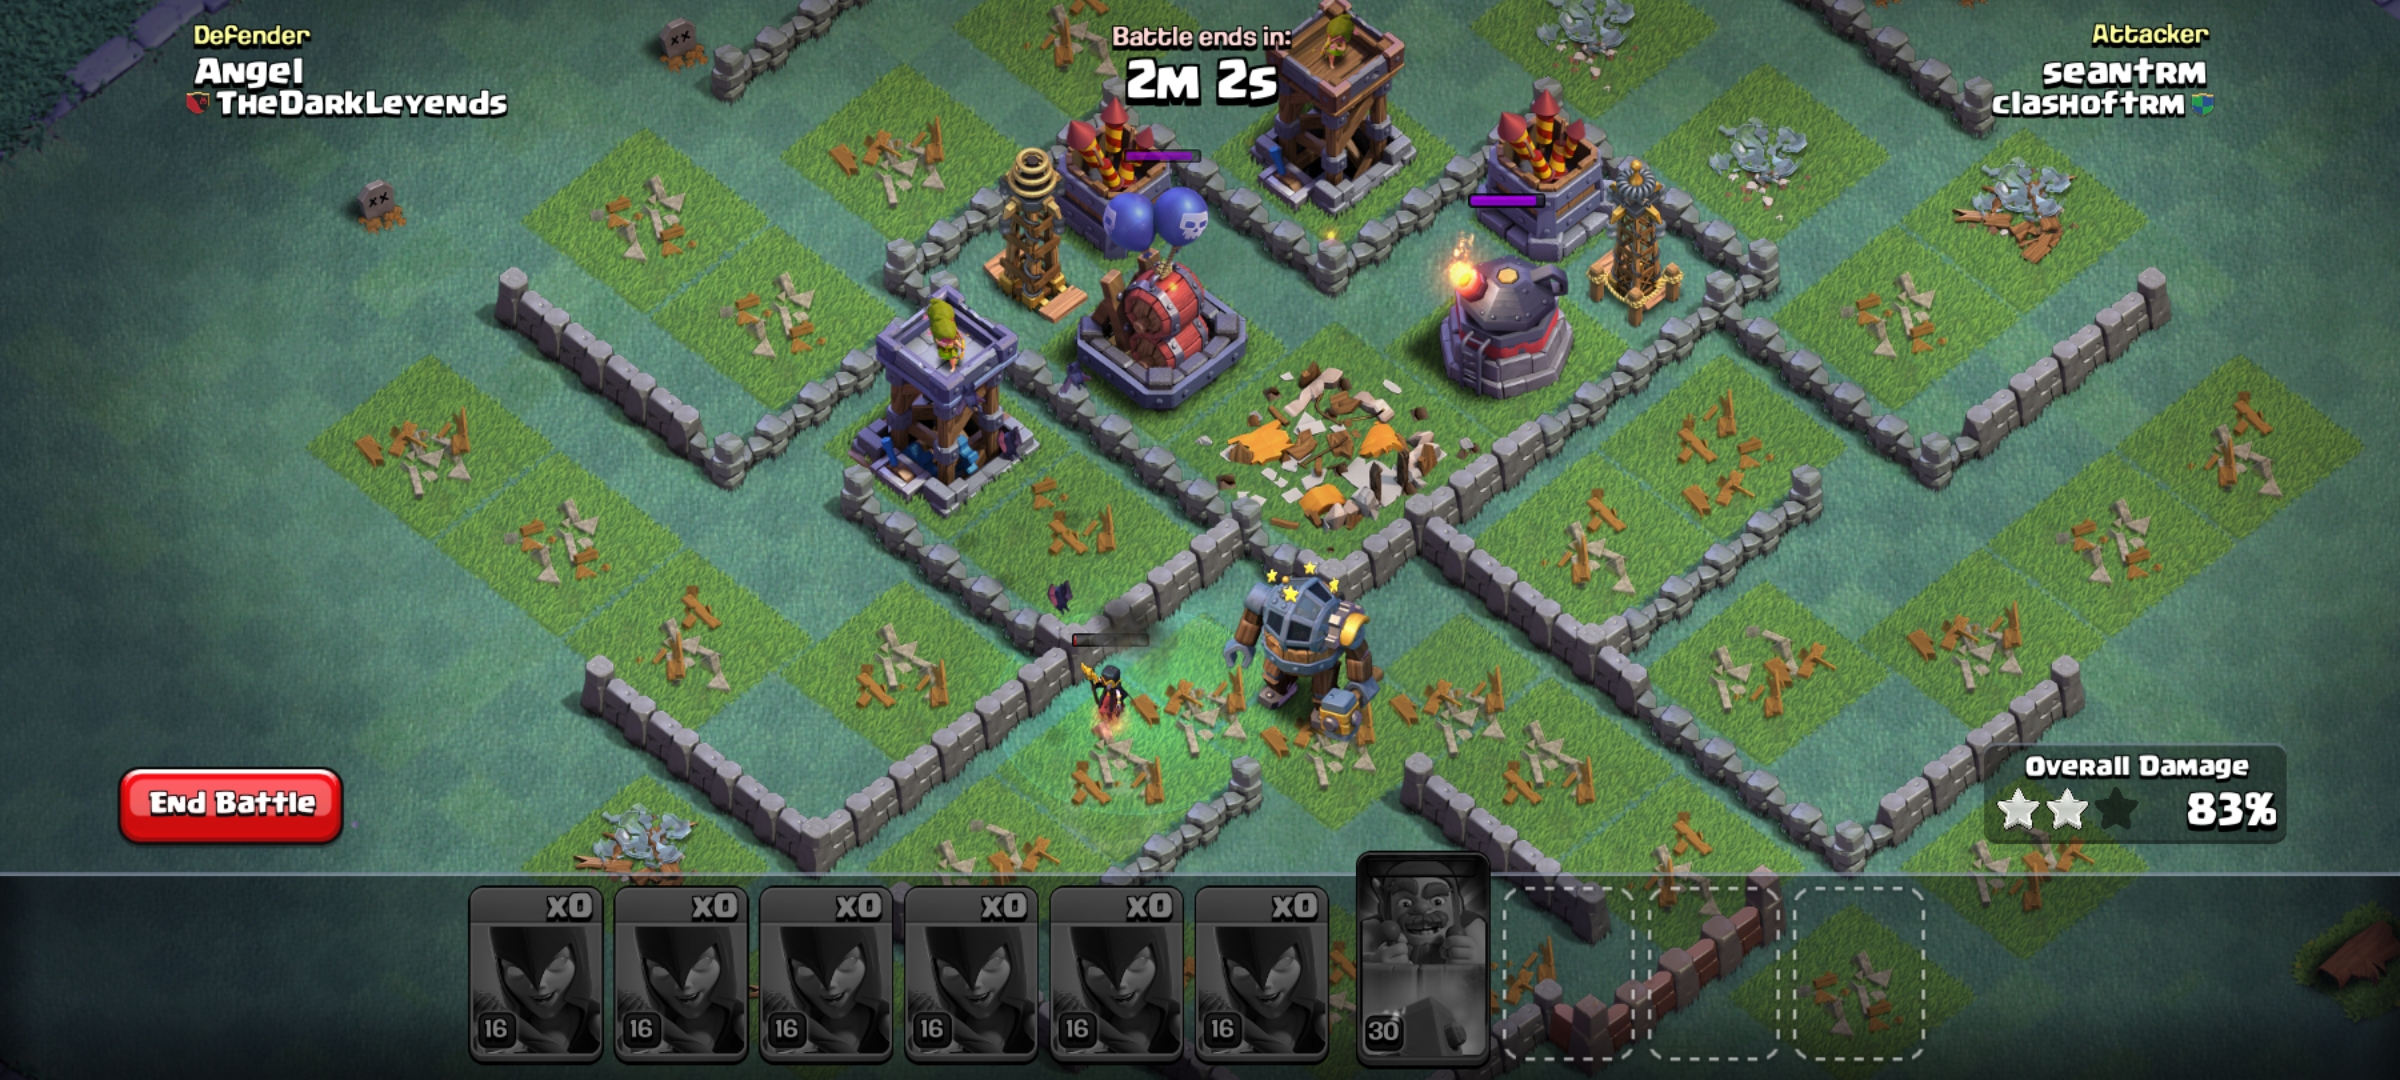 Defender
Angel
TheDarkLeyends
Battle ends in:
2M 2s
Attacker
seantrm
clashoftrm
End Battle
Overall Damage
83%
x0
x0
x0
x0
x0
x0
16
16
16
16
16
16
30